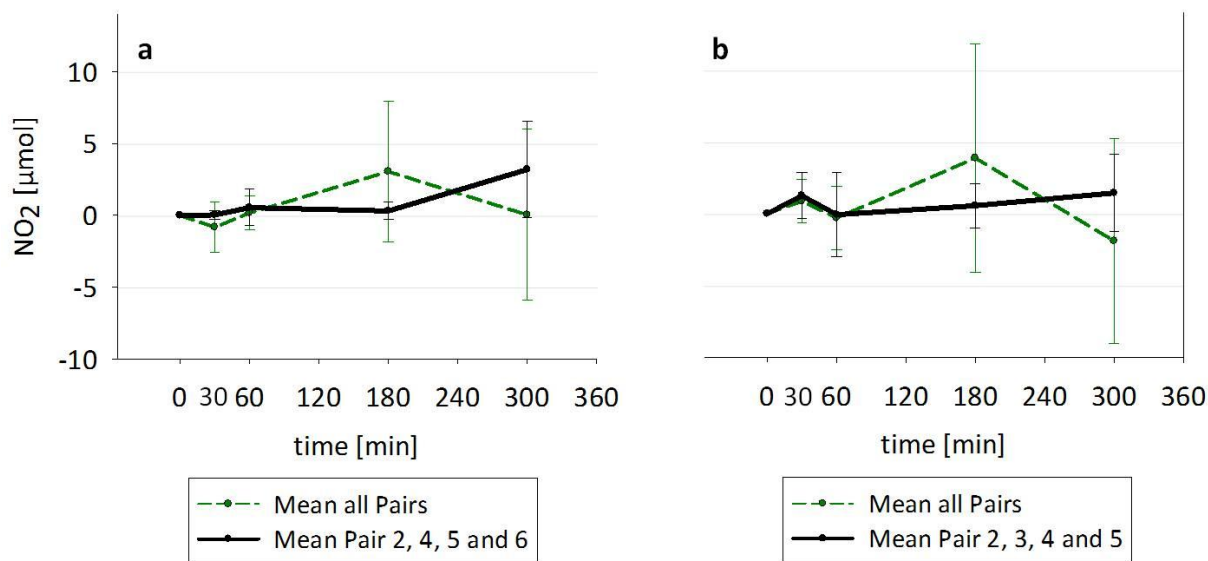 a
b
10
5
0
-5
-10
NO2 [µmol]
0 30 60 120 180 240 300 360
0 30 60 120 180 240 300 360
time [min]
time [min]
Mean all Pairs
Mean Pair 2, 4, 5 and 6
Mean all Pairs
Mean Pair 2, 3, 4 and 5